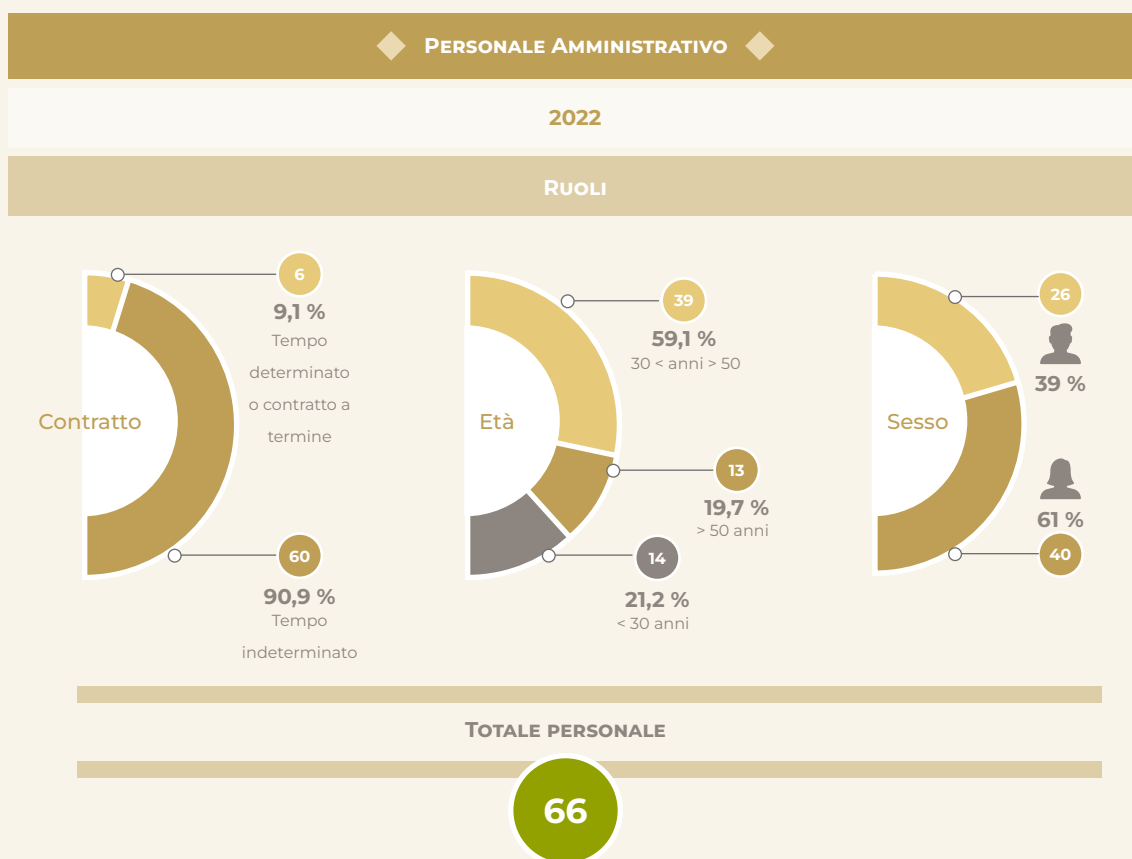 Personale Amministrativo
2022
Ruoli
Contratto
6
9,1 %
Tempo
determinato
o contratto a
termine
60
90,9 %
Tempo
indeterminato
Età
39
59,1 %
30 < anni > 50
13
19,7 %
> 50 anni
14
21,2 %
< 30 anni
Sesso
26
39 %
61 %
40
Totale personale
66